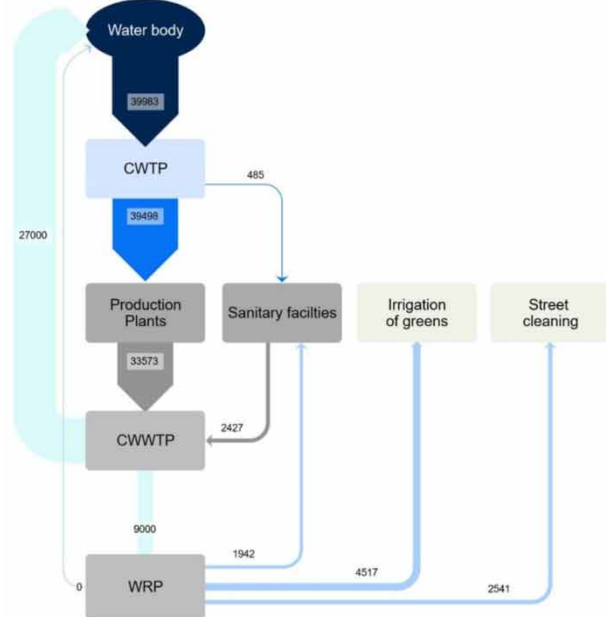 Water body
39983
CWTP
485
39498
27000
Production
Plants
Sanitary facilties
Irrigation
of greens
Street
cleaning
33573
2427
CWWTP
9000
1942
4517
2541
0
WRP